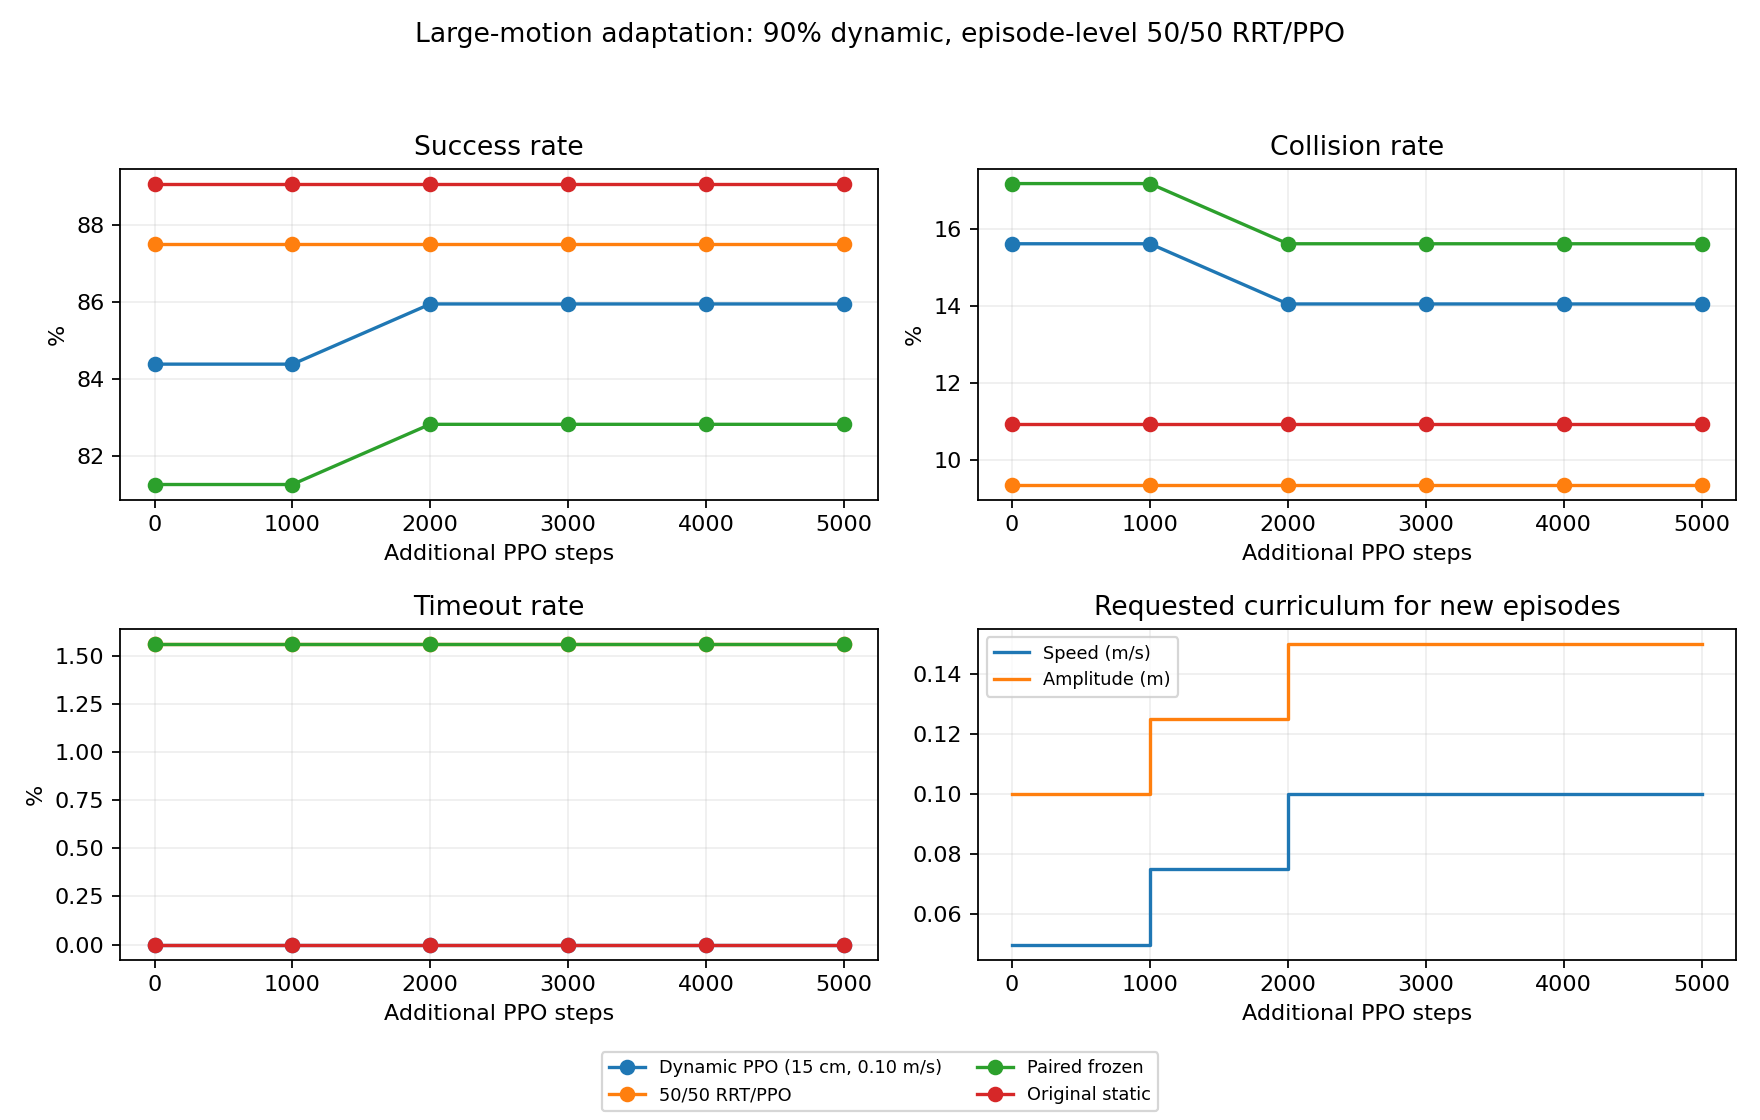 Large-motion adaptation: 90% dynamic, episode-level 50/50 RRT/PPO
Success rate
88
86
84
82
%
0 1000 2000 3000 4000 5000
Additional PPO steps
Collision rate
16
14
12
10
%
0 1000 2000 3000 4000 5000
Additional PPO steps
Timeout rate
1.50
1.25
1.00
0.75
0.50
0.25
0.00
%
0 1000 2000 3000 4000 5000
Additional PPO steps
Requested curriculum for new episodes
Speed (m/s)
Amplitude (m)
0.14
0.12
0.10
0.08
0.06
0 1000 2000 3000 4000 5000
Additional PPO steps
Dynamic PPO (15 cm, 0.10 m/s)
50/50 RRT/PPO
Paired frozen
Original static